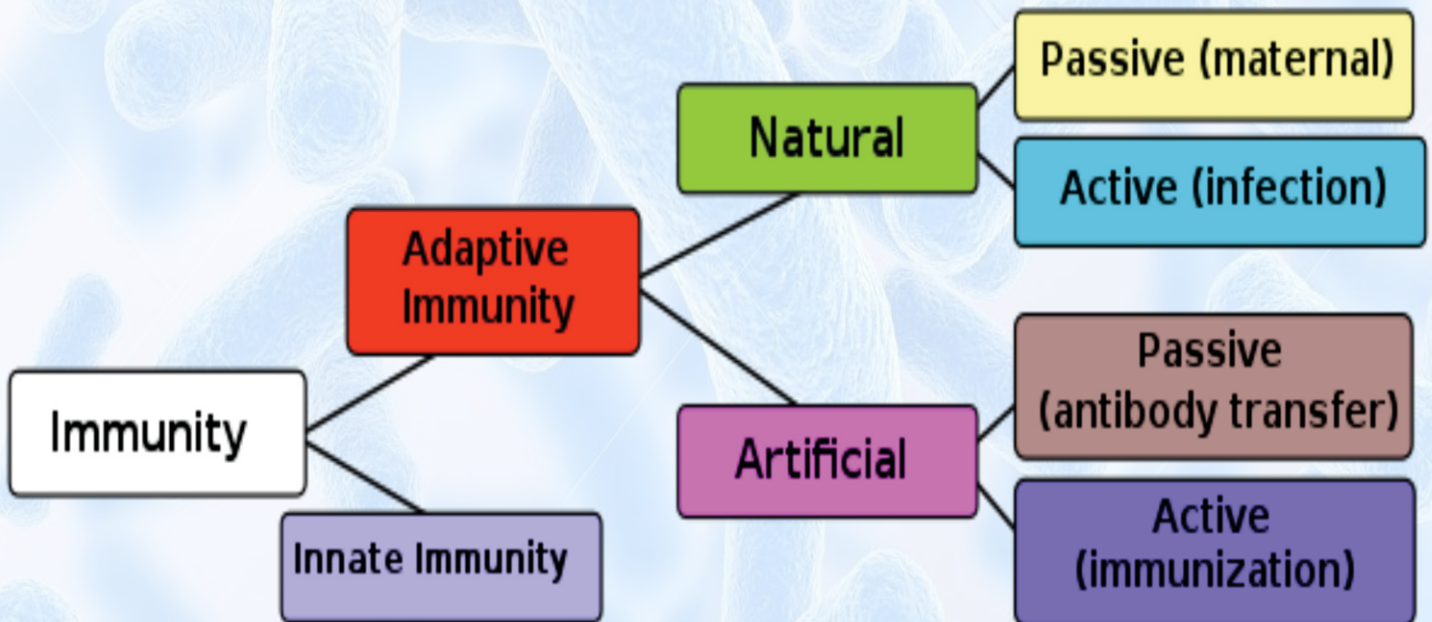 Passive (maternal)
Natural
Active (infection)
Adaptive
Immunity
Passive
(antibody transfer)
Immunity
Artificial
Active
(immunization)
Innate Immunity